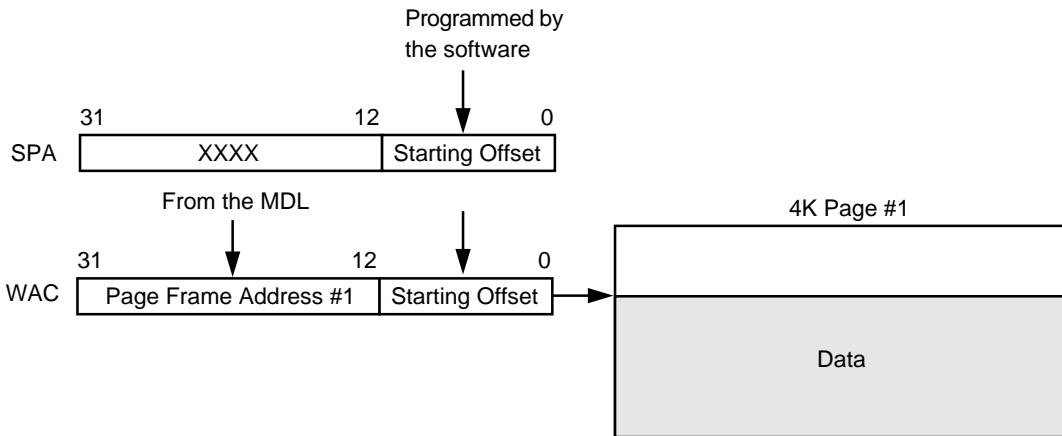 Programmed by
the software
31 12 0
SPA XXXX Starting Offset
From the MDL
4K Page #1
31 12 0
WAC Page Frame Address #1 Starting Offset
Data